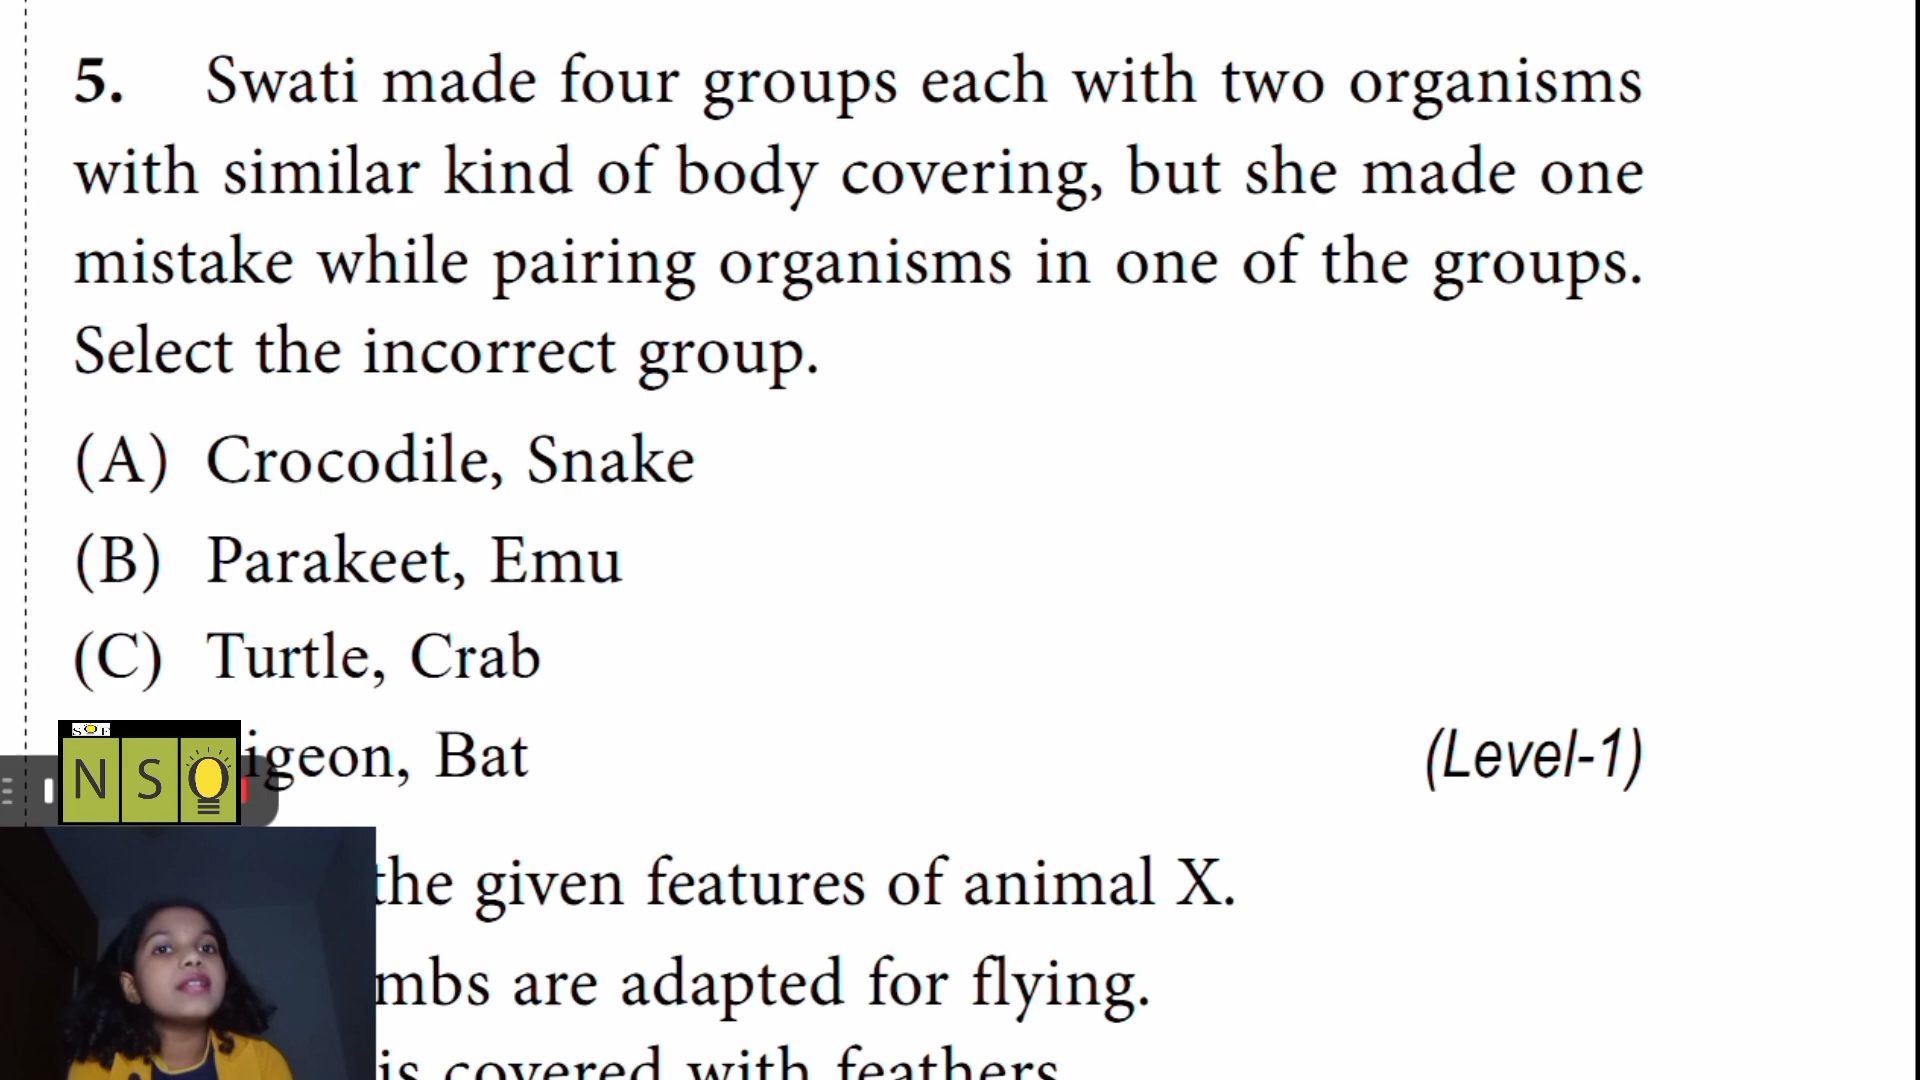 5. Swati made four groups each with two organisms
with similar kind of body covering, but she made one
mistake while pairing organisms in one of the groups.
Select the incorrect group.
(A) Crocodile, Snake
(B) Parakeet, Emu
(C) Turtle, Crab
SOF
NSO
igeon, Bat
(Level-1)
the given features of animal X.
mbs are adapted for flying.
is covered with feathers